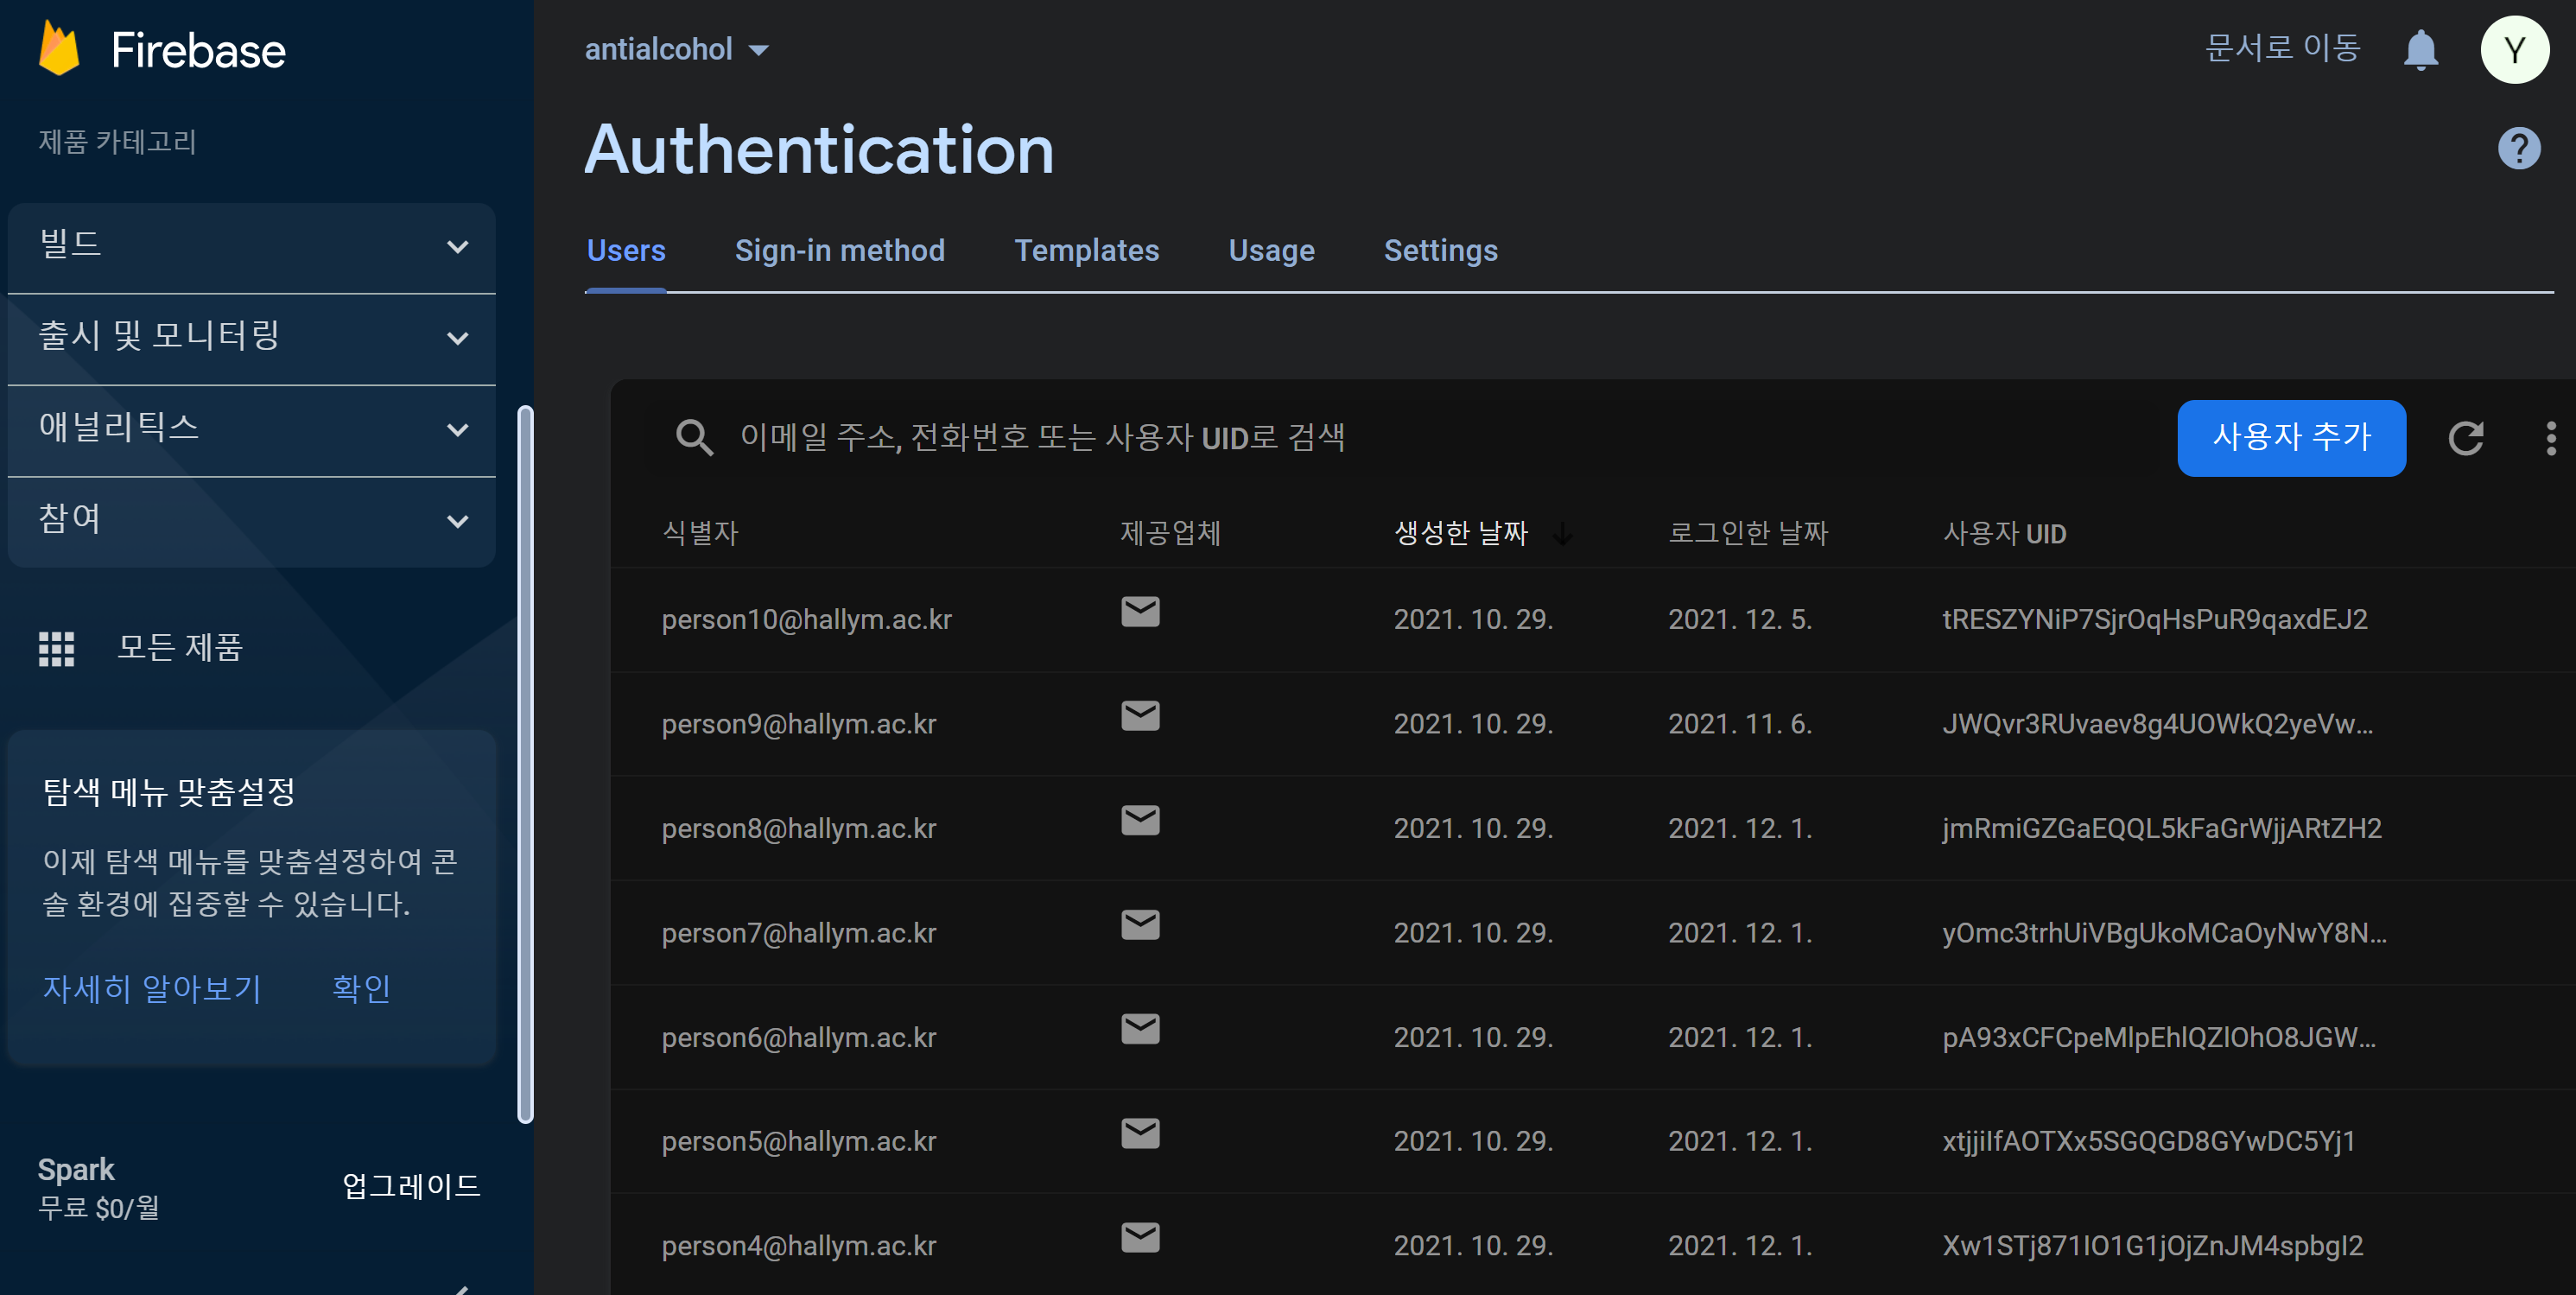 Firebase
제품 카테고리
빌드
출시 및 모니터링
애널리틱스
참여
모든 제품
탐색 메뉴 맞춤설정
이제 탐색 메뉴를 맞춤설정하여 콘
솔 환경에 집중할 수 있습니다.
자세히 알아보기 확인
Spark
무료 $0/월
업그레이드
antialcohol
문서로 이동
Y
Authentication
?
Users Sign-in method Templates Usage Settings
이메일 주소, 전화번호 또는 사용자 UID로 검색
사용자 추가
식별자 제공업체 생성한 날짜 로그인한 날짜 사용자 UID
person10@hallym.ac.kr 2021. 10. 29. 2021. 12. 5. tRESZYNiP7SjrOqHsPuR9qaxdEJ2
person9@hallym.ac.kr 2021. 10. 29. 2021. 11. 6. JWQvr3RUvaev8g4UOWkQ2yeVw...
person8@hallym.ac.kr 2021. 10. 29. 2021. 12. 1. jmRmiGZGaEQQL5kFaGrWjjARtZH2
person7@hallym.ac.kr 2021. 10. 29. 2021. 12. 1. yOmc3trhUiVBgUkoMCaOyNwY8N...
person6@hallym.ac.kr 2021. 10. 29. 2021. 12. 1. pA93xCFCpeMlpEhlQZlOhO8JGW...
person5@hallym.ac.kr 2021. 10. 29. 2021. 12. 1. xtjjiIfAOTXx5SGQGD8GYwDC5Yj1
person4@hallym.ac.kr 2021. 10. 29. 2021. 12. 1. Xw1STj871IO1G1jOjZnJM4spbgI2